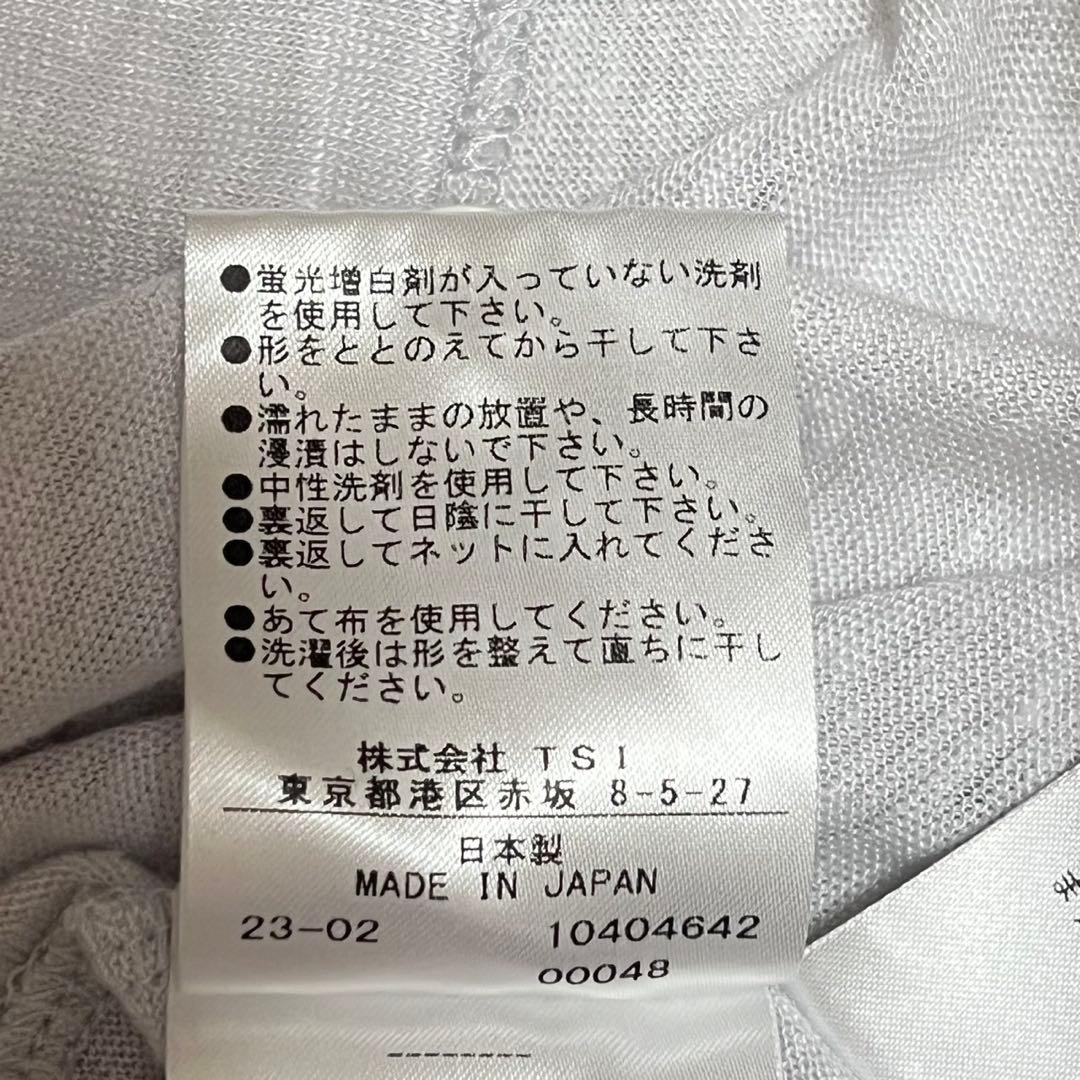 ●蛍光増白剤が入っていない洗剤
を使用して下さい。
●形をととのえてから干して下さ
い。
●濡れたままの放置や、長時間の
浸漬はしないで下さい。
●中性洗剤を使用して下さい。
●裏返して日陰に干して下さい。
●裏返してネットに入れてくださ
い。
●あて布を使用してください。
●洗濯後は形を整えて直ちに干し
てください。
株式会社 TSI
東京都港区赤坂 8-5-27
日本製
MADE IN JAPAN
23-02 10404642
00048